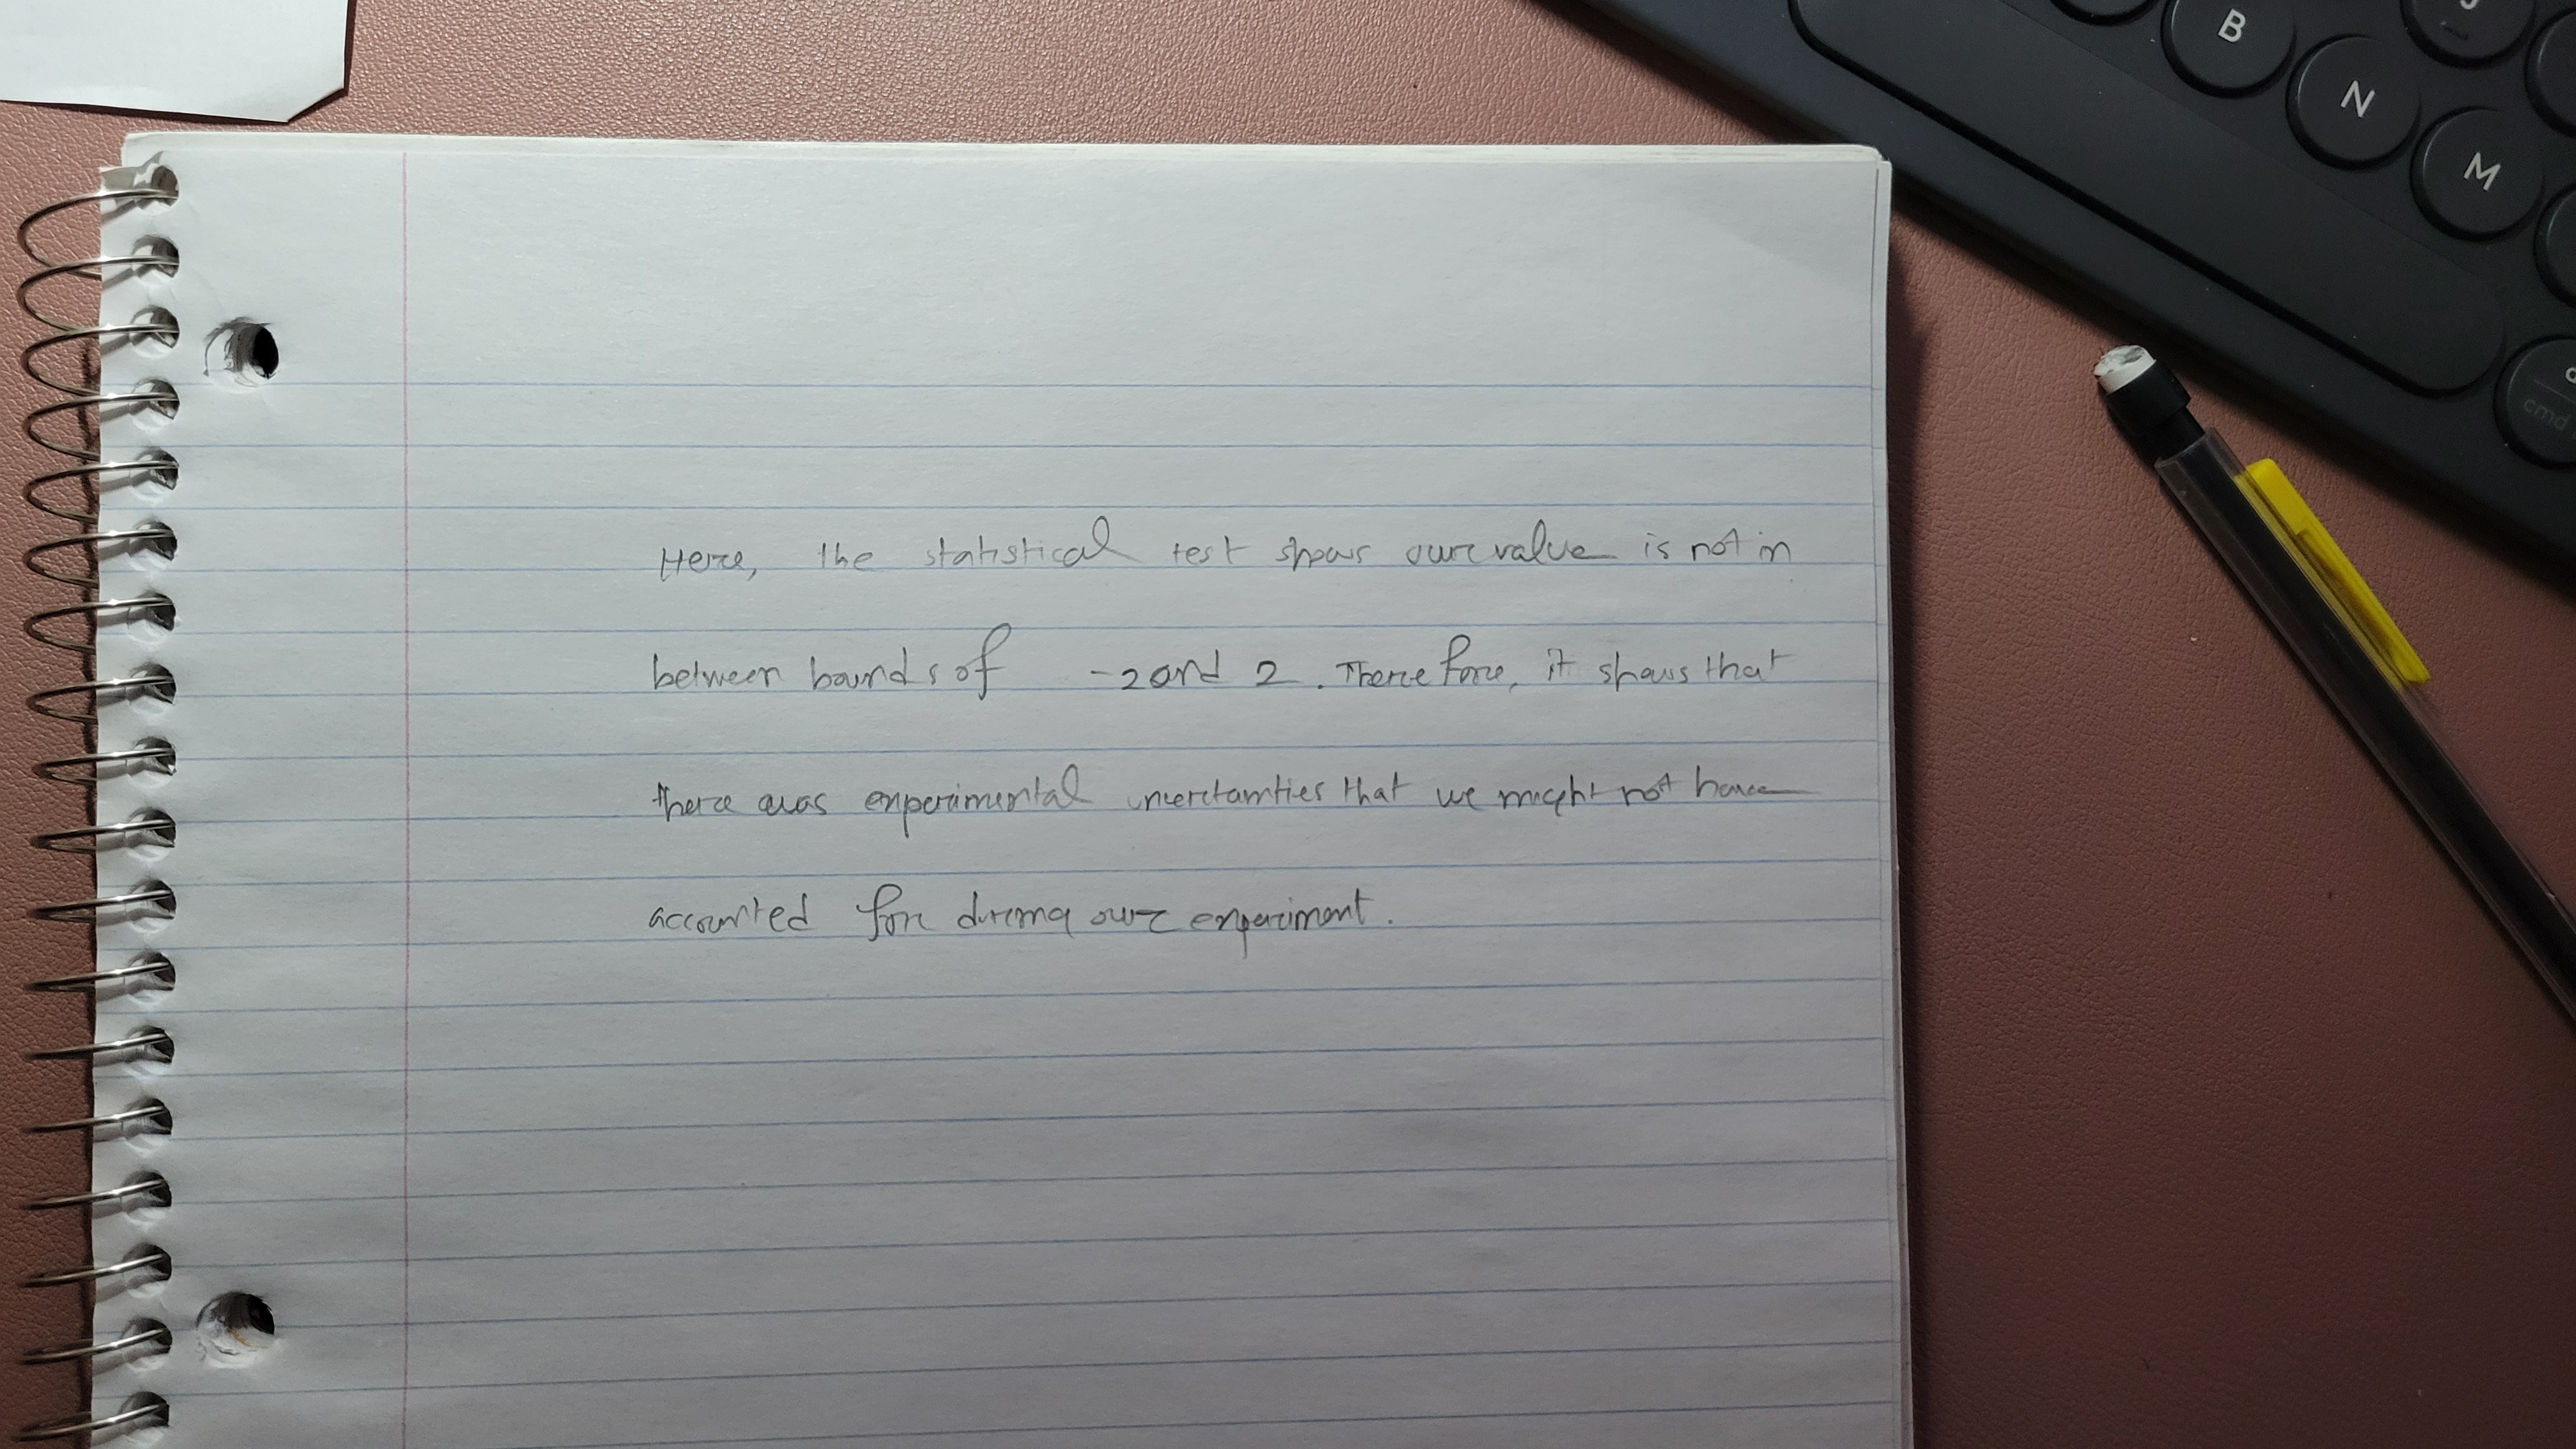 B
N
M
cmd
Here, the statistical test shows our value is not in
between bounds of -2 and 2. Therefore, it shows that
there was experimental uncertainties that we might not have
accounted for during our experiment.